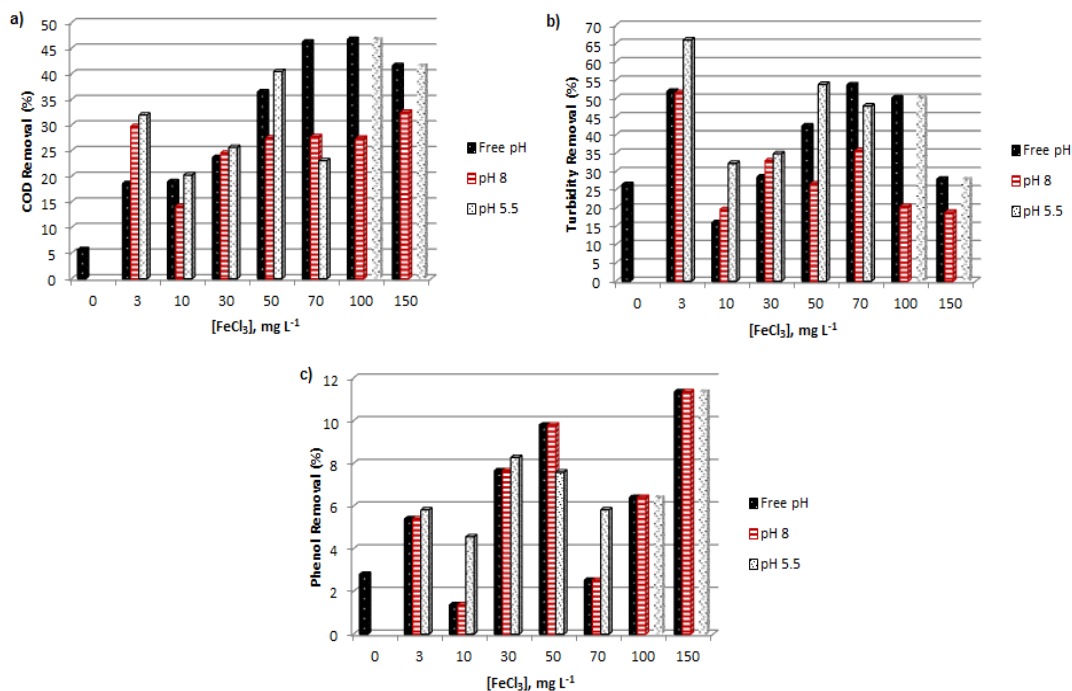 a)
COD Removal (%)
50
45
40
35
30
25
20
15
10
5
0
0 3 10 30 50 70 100 150
[FeCl3], mg L-1
Free pH
pH 8
pH 5.5
b)
Turbidity Removal (%)
70
65
60
55
50
45
40
35
30
25
20
15
10
5
0
0 3 10 30 50 70 100 150
[FeCl3], mg L-1
Free pH
pH 8
pH 5.5
c)
Phenol Removal (%)
12
10
8
6
4
2
0
0 3 10 30 50 70 100 150
[FeCl3], mg L-1
Free pH
pH 8
pH 5.5